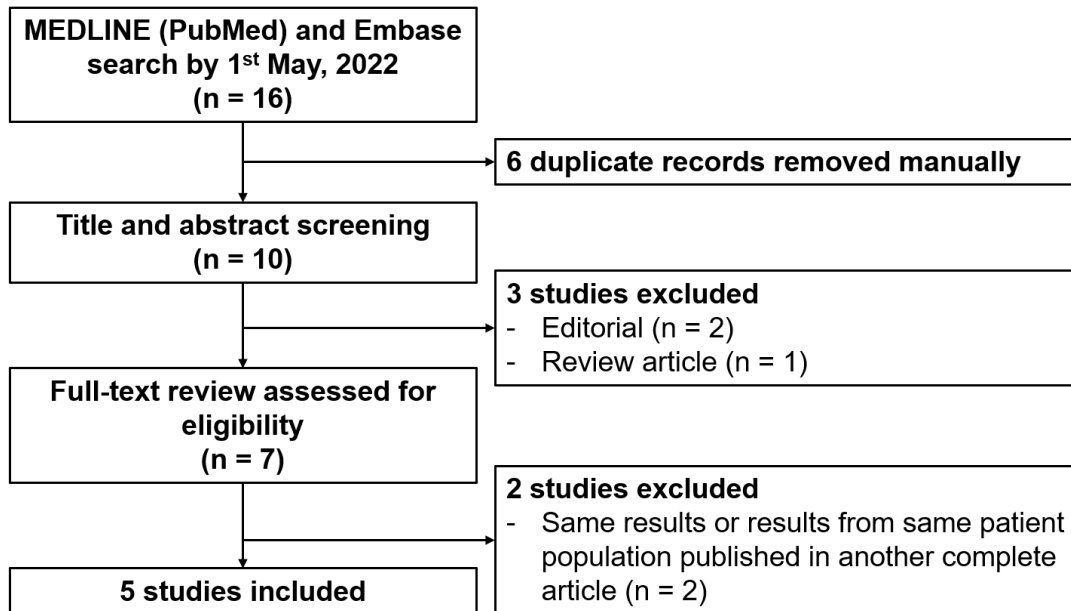 MEDLINE (PubMed) and Embase
search by 1st May, 2022
(n = 16)
6 duplicate records removed manually
Title and abstract screening
(n = 10)
3 studies excluded
- Editorial (n = 2)
- Review article (n = 1)
Full-text review assessed for
eligibility
(n = 7)
2 studies excluded
- Same results or results from same patient
population published in another complete
article (n = 2)
5 studies included